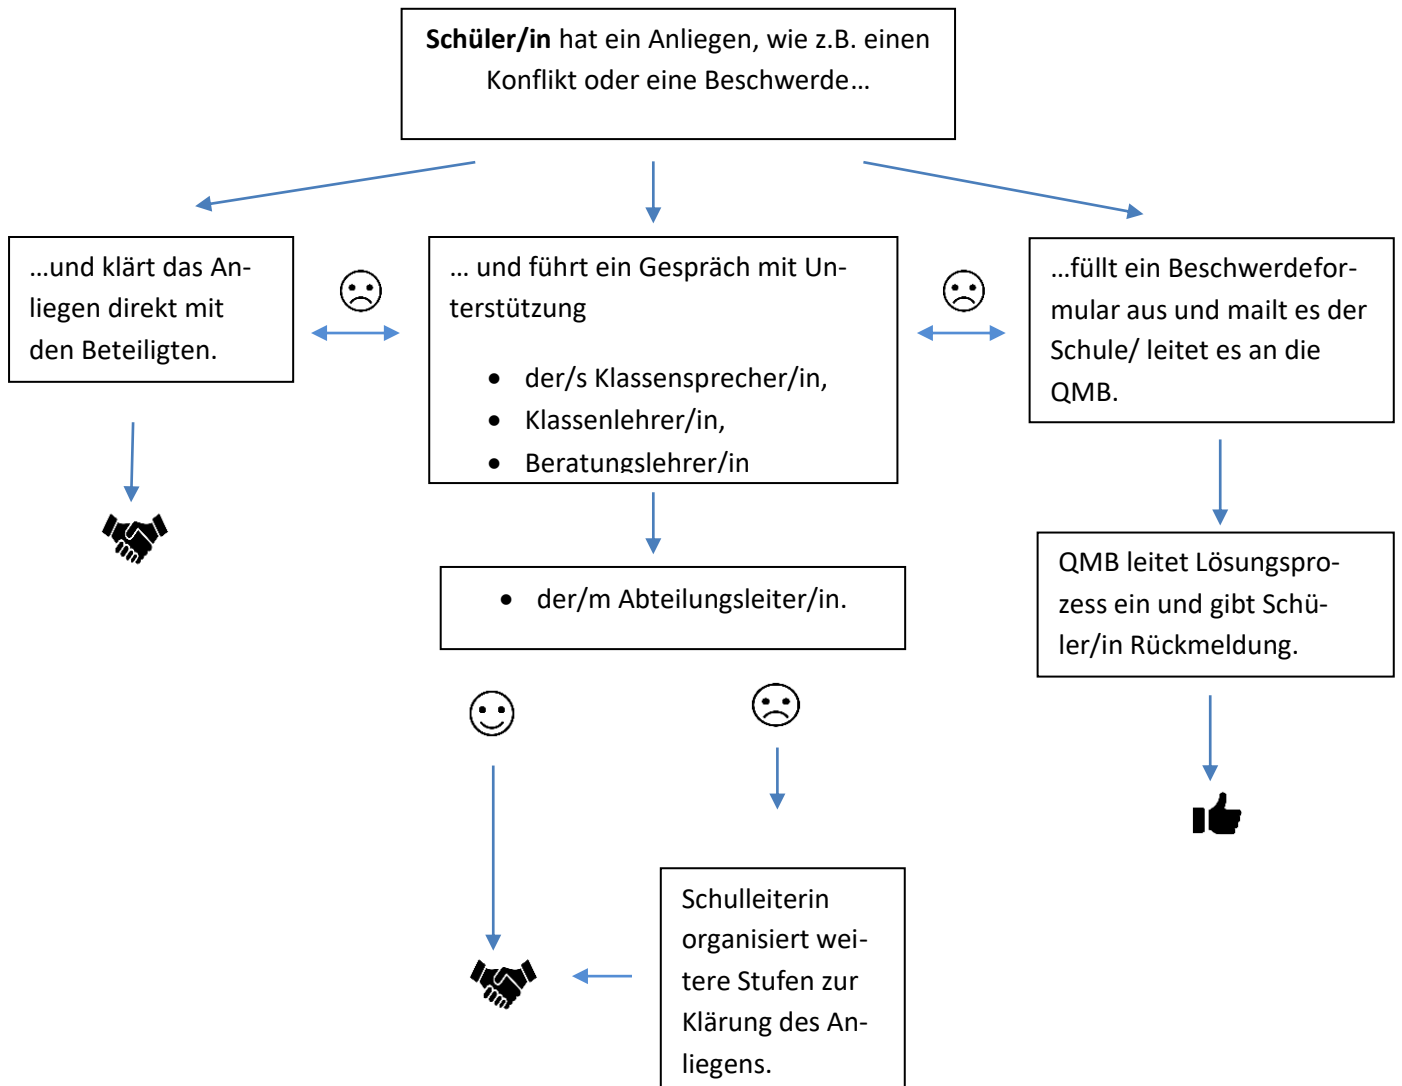 Schüler/in hat ein Anliegen, wie z.B. einen
Konflikt oder eine Beschwerde…
…und klärt das An-
liegen direkt mit
den Beteiligten.
… und führt ein Gespräch mit Un-
terstützung
• der/s Klassensprecher/in,
• Klassenlehrer/in,
• Beratungslehrer/in
…füllt ein Beschwerdefor-
mular aus und mailt es der
Schule/ leitet es an die
QMB.
• der/m Abteilungsleiter/in.
QMB leitet Lösungspro-
zess ein und gibt Schü-
ler/in Rückmeldung.
Schulleiterin
organisiert wei-
tere Stufen zur
Klärung des An-
liegens.